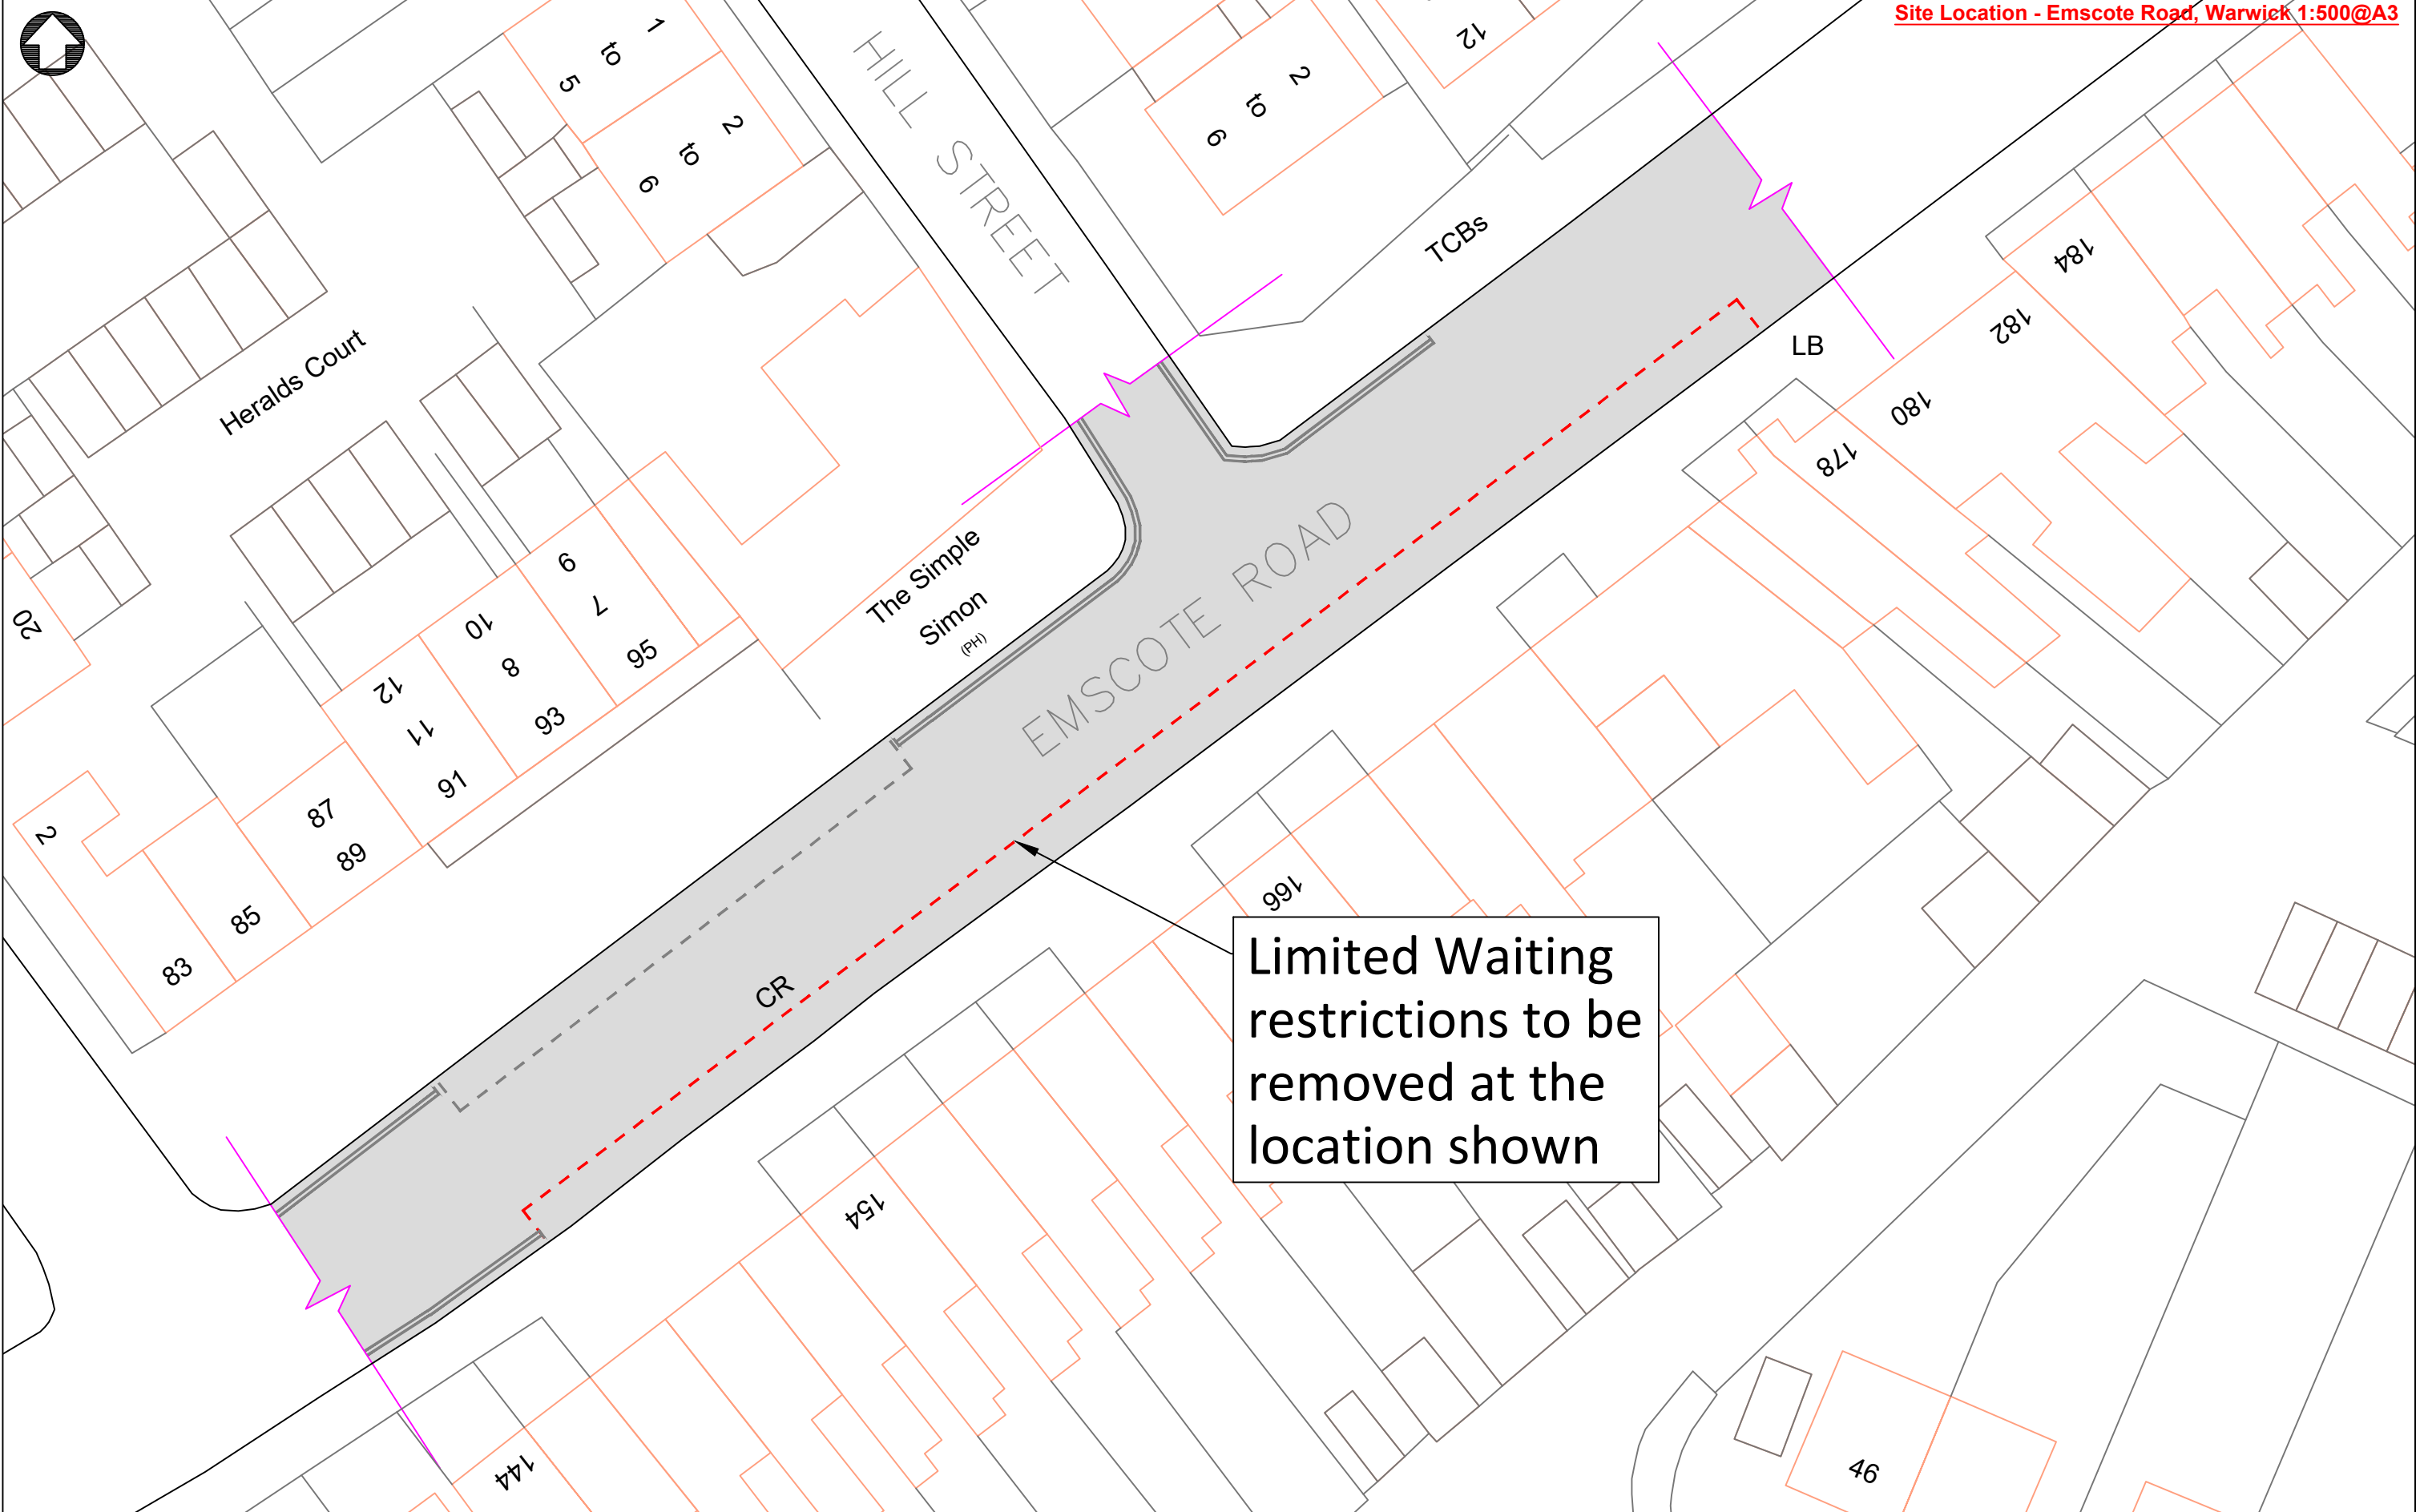 Site Location - Emscote Road, Warwick 1:500@A3
1
to
5
2
to
6
HILL STREET
2
to
6
12
TCBs
184
182
LB
180
178
Heralds Court
20
The Simple
Simon
(PH)
EMSCOTE ROAD
9
7
95
10
8
93
12
11
91
87
89
2
85
83
CR
166
Limited Waiting
restrictions to be
removed at the
location shown
154
144
46